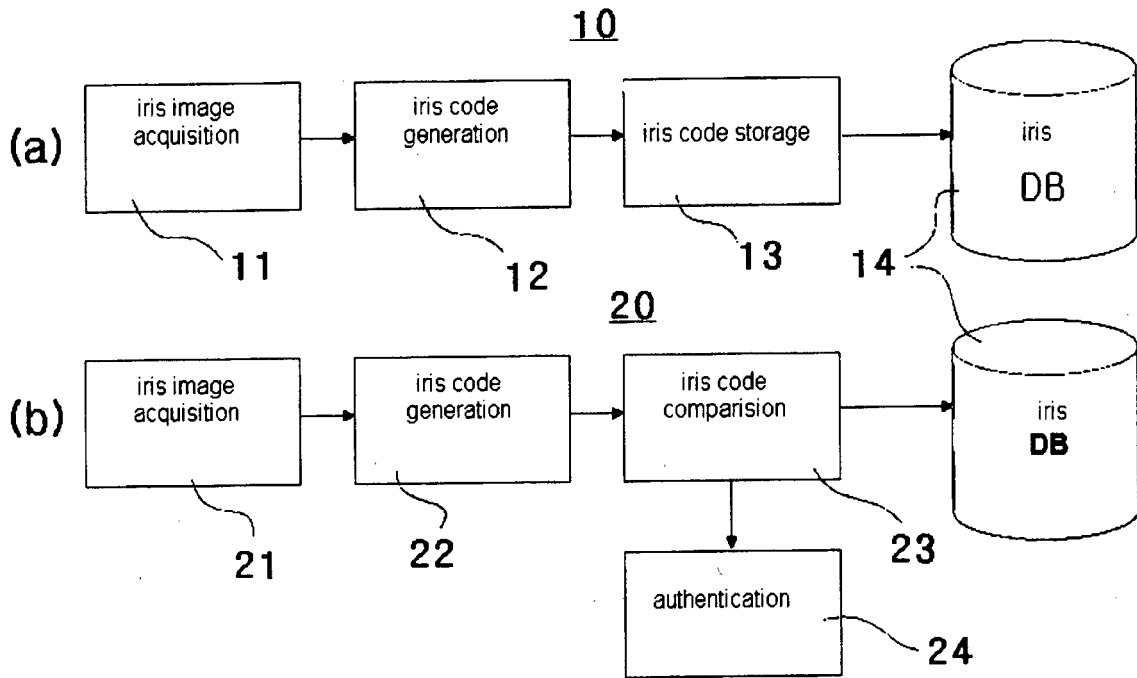 10
(a)
iris image
acquisition
iris code
generation
iris code storage
iris
DB
11
12
13
14
20
(b)
iris image
acquisition
iris code
generation
iris code
comparision
iris
DB
21
22
23
authentication
24